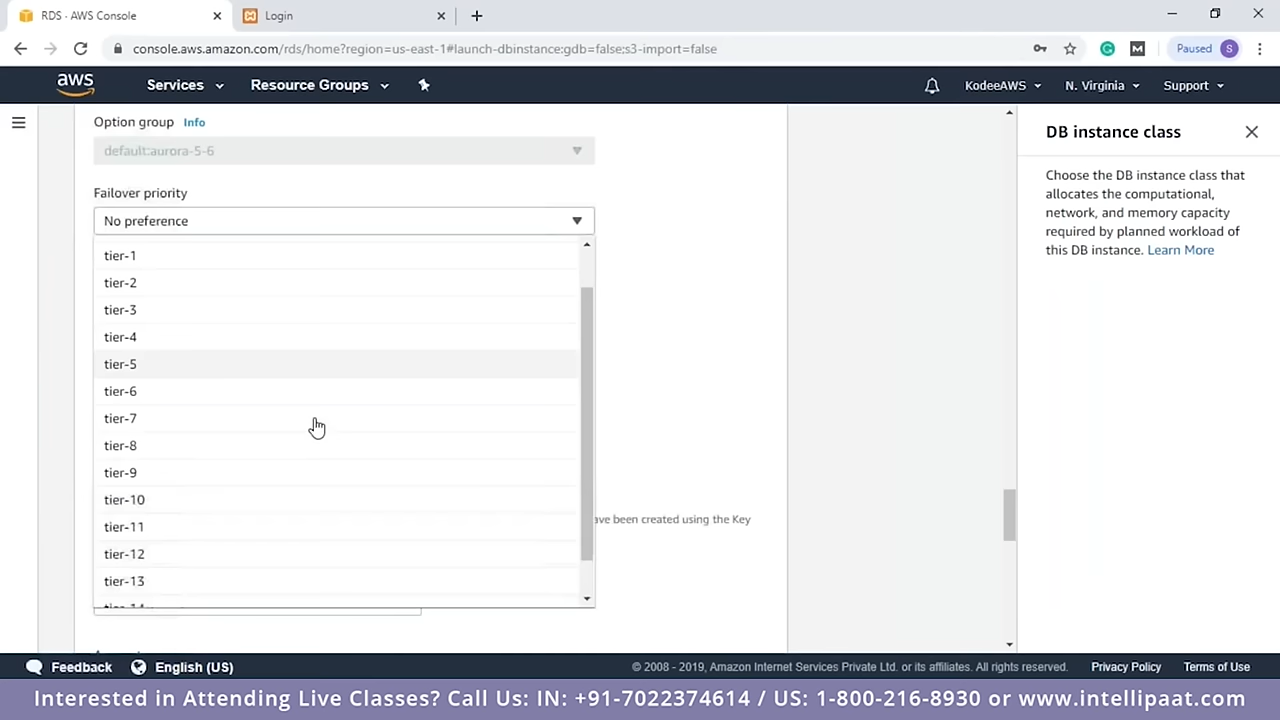 RDS · AWS Console
Login
console.aws.amazon.com/rds/home?region=us-east-1#launch-dbinstance:gdb=false;s3-import=false
Paused
S
aws
Services
Resource Groups
KodeeAWS
N. Virginia
Support
Option group Info
default:aurora-5-6
Failover priority
No preference
tier-1
tier-2
tier-3
tier-4
tier-5
tier-6
tier-7
tier-8
tier-9
tier-10
tier-11
tier-12
tier-13
tier-14
ave been created using the Key
DB instance class
Choose the DB instance class that
allocates the computational,
network, and memory capacity
required by planned workload of
this DB instance. Learn More
Feedback
English (US)
© 2008 - 2019, Amazon Internet Services Private Ltd. or its affiliates. All rights reserved.
Privacy Policy
Terms of Use
Interested in Attending Live Classes? Call Us: IN: +91-7022374614 / US: 1-800-216-8930 or www.intellipaat.com